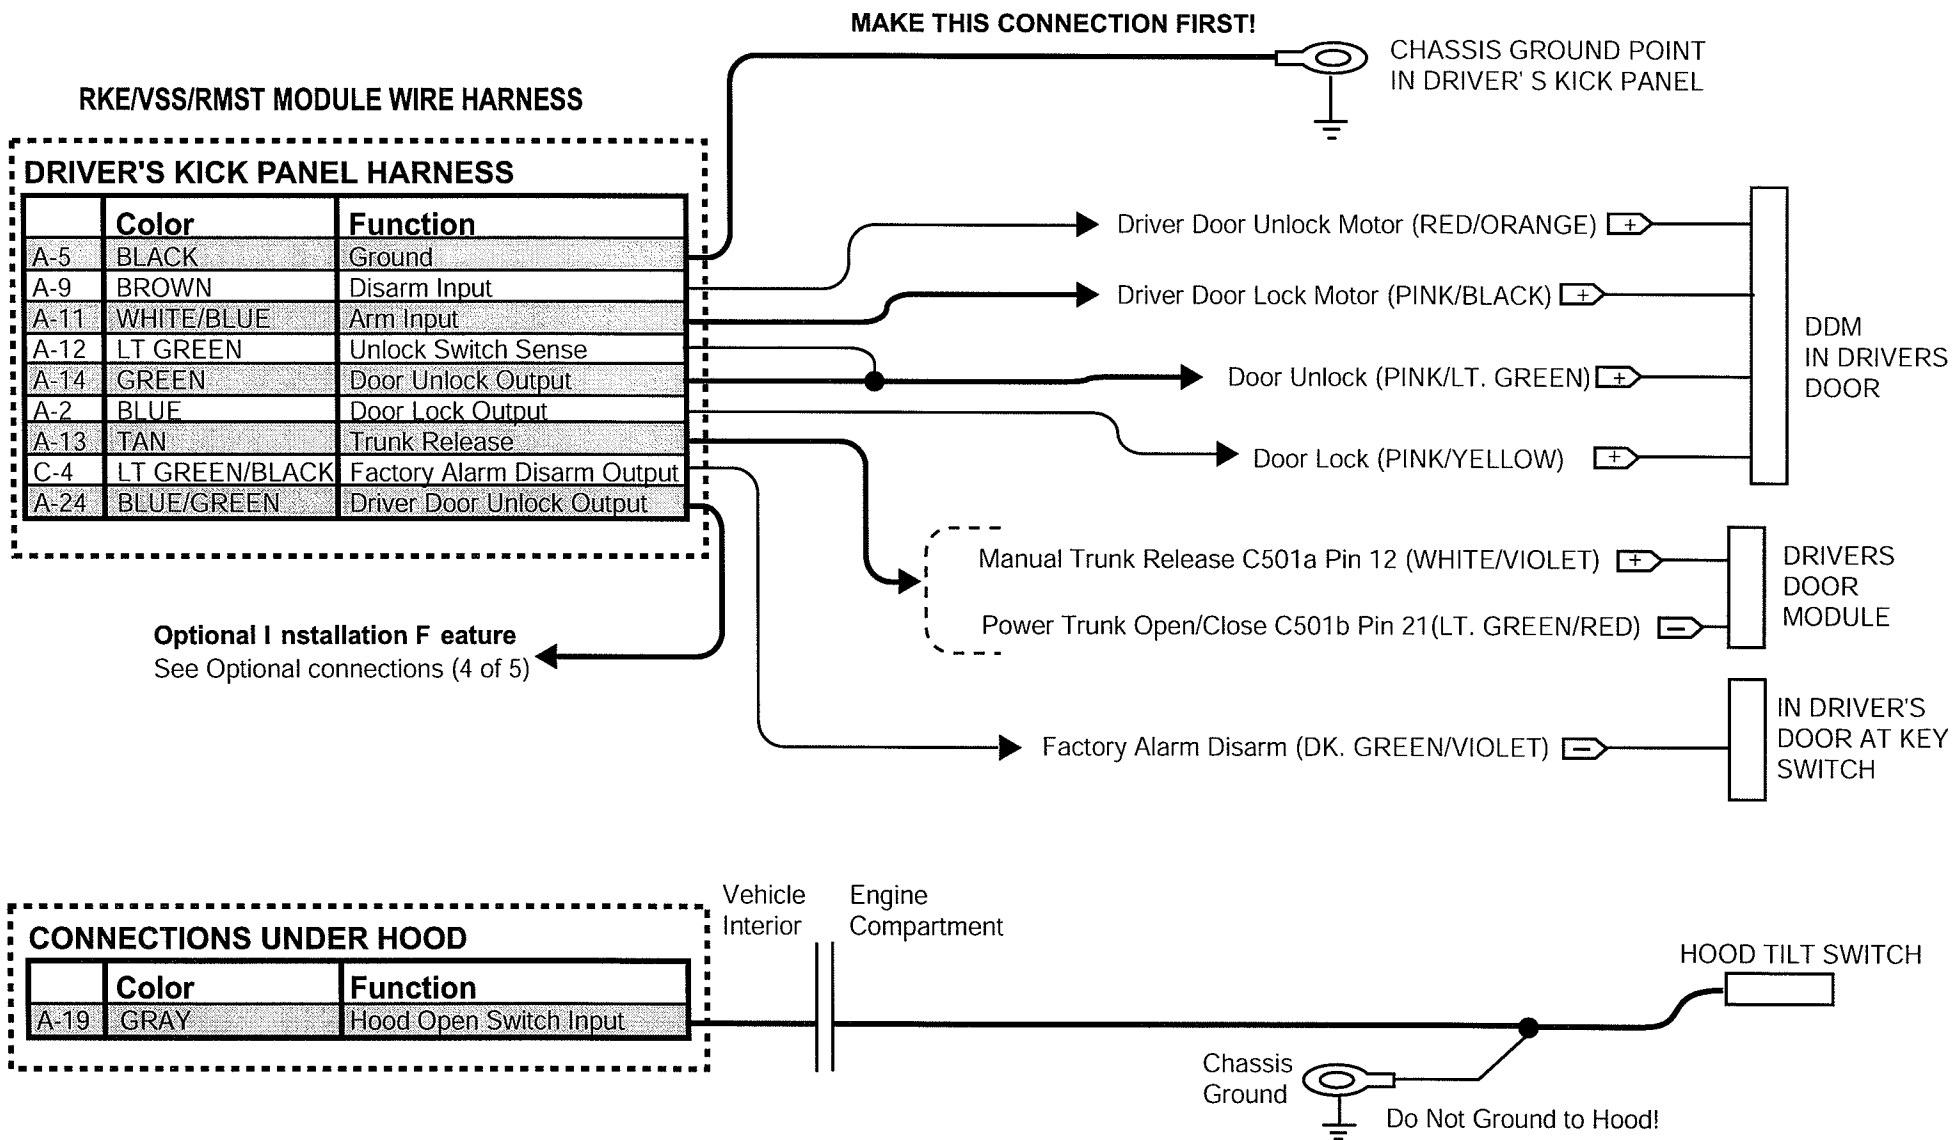 MAKE THIS CONNECTION FIRST!
CHASSIS GROUND POINT
IN DRIVER' S KICK PANEL
RKE/VSS/RMST MODULE WIRE HARNESS
DRIVER'S KICK PANEL HARNESS
Color Function
A-5 BLACK Ground
A-9 BROWN Disarm Input
A-11 WHITE/BLUE Arm Input
A-12 LT GREEN Unlock Switch Sense
A-14 GREEN Door Unlock Output
A-2 BLUE Door Lock Output
A-13 TAN Trunk Release
C-4 LT GREEN/BLACK Factory Alarm Disarm Output
A-24 BLUE/GREEN Driver Door Unlock Output
Driver Door Unlock Motor (RED/ORANGE) +
Driver Door Lock Motor (PINK/BLACK) +
Door Unlock (PINK/LT. GREEN) +
Door Lock (PINK/YELLOW) +
DDM
IN DRIVERS
DOOR
Manual Trunk Release C501a Pin 12 (WHITE/VIOLET) +
Power Trunk Open/Close C501b Pin 21(LT. GREEN/RED) −
DRIVERS
DOOR
MODULE
Optional I nstallation F eature
See Optional connections (4 of 5)
Factory Alarm Disarm (DK. GREEN/VIOLET) −
IN DRIVER'S
DOOR AT KEY
SWITCH
Vehicle
Interior
Engine
Compartment
CONNECTIONS UNDER HOOD
Color Function
A-19 GRAY Hood Open Switch Input
HOOD TILT SWITCH
Chassis
Ground
Do Not Ground to Hood!